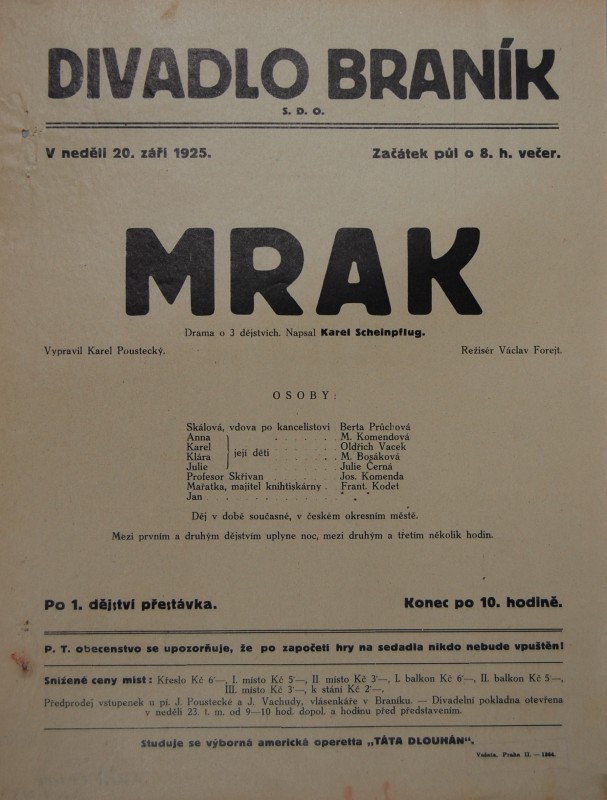 DIVADLO BRANÍK
S. D. O.
V neděli 20. září 1925. Začátek půl o 8. h. večer.
MRAK
Drama o 3 dějstvích. Napsal Karel Scheinpflug.
Vypravil Karel Poustecký. Režisér Václav Forejt.
OSOBY:
Skálová, vdova po kancelistovi . Berta Průchová
Anna . . . . . M. Komendová
Karel . . . . Oldřich Vacek
její děti
Klára . . M. Bosáková
Julie . . . . Julie Černá
Profesor Skřivan . . . . Jos. Komenda
Mařatka, majitel knihtiskárny . Frant. Kodet
Jan . . . . . . . . * * *
Děj v době současné, v českém okresním městě.
Mezi prvním a druhým dějstvím uplyne noc, mezi druhým a třetím několik hodin.
Po 1. dějství přestávka. Konec po 10. hodině.
P. T. obecenstvo se upozorňuje, že po započetí hry na sedadla nikdo nebude vpuštěn!
Snížené ceny míst: Křeslo Kč 6·—, I. místo Kč 5·—, II místo Kč 3·—, I. balkon Kč 6·—, II. balkon Kč 5·—,
III. místo Kč 3·—, k stání Kč 2·—.
Předprodej vstupenek u pí. J. Poustecké a J. Vachudy, vlásenkáře v Braníku. — Divadelní pokladna otevřena
v neděli 23. t. m. od 9—10 hod. dopol. a hodinu před představením.
Studuje se výborná americká operetta „TÁTA DLOUHÁN".
Praha II. —